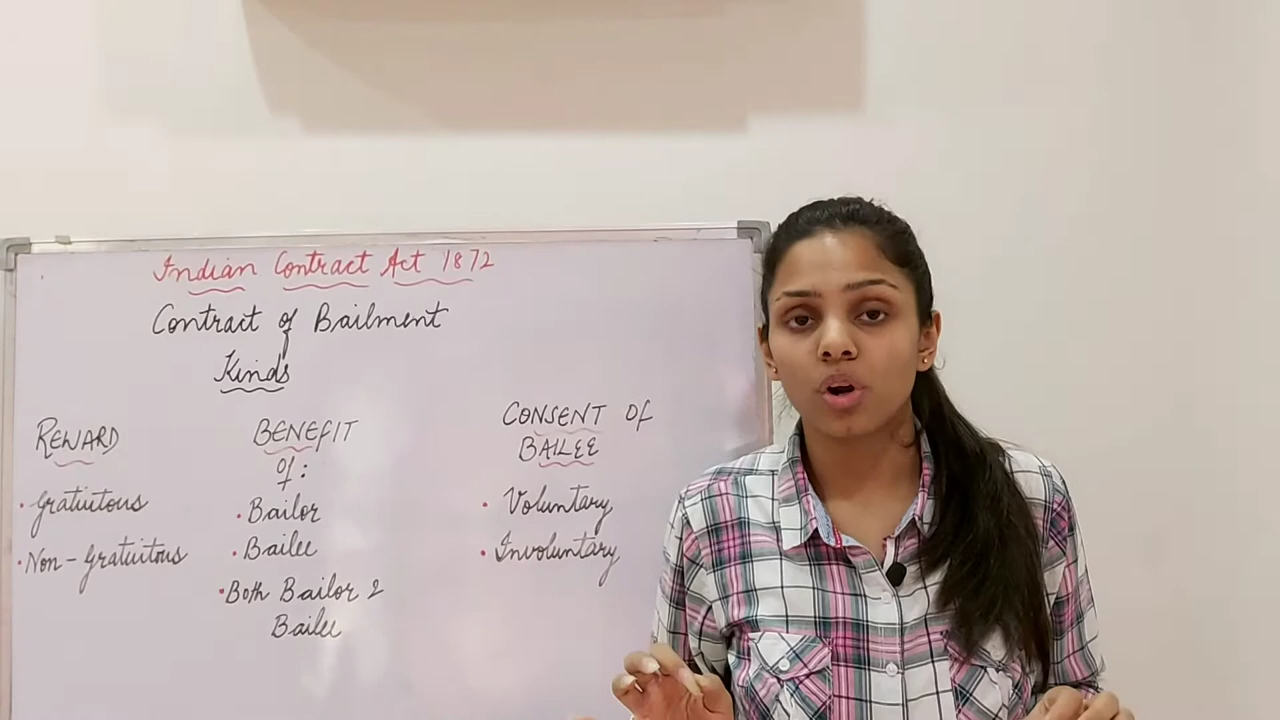 Indian Contract Act 1872
Contract of Bailment
Kinds
REWARD
• Gratuitous
• Non-Gratuitous
BENEFIT
of:
• Bailor
• Bailee
• Both Bailor &
Bailee
CONSENT OF
BAILEE
• Voluntary
• Involuntary